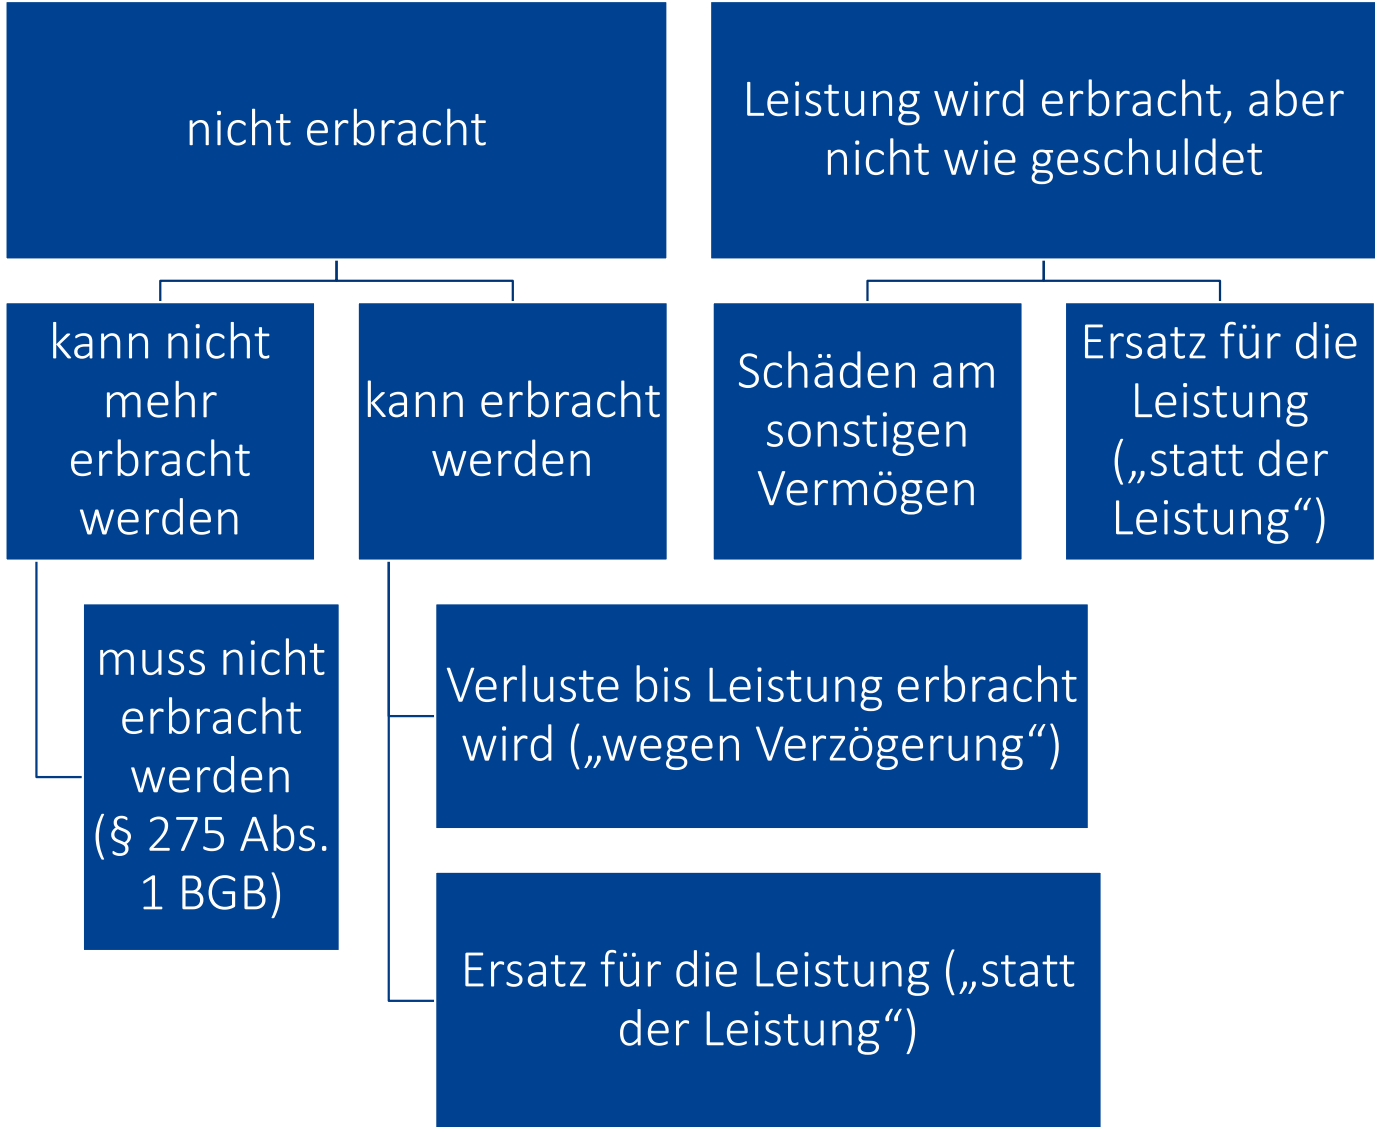 nicht erbracht
Leistung wird erbracht, aber
nicht wie geschuldet
kann nicht
mehr
erbracht
werden
kann erbracht
werden
Schäden am
sonstigen
Vermögen
Ersatz für die
Leistung
(„statt der
Leistung“)
muss nicht
erbracht
werden
(§ 275 Abs.
1 BGB)
Verluste bis Leistung erbracht
wird („wegen Verzögerung“)
Ersatz für die Leistung („statt
der Leistung“)